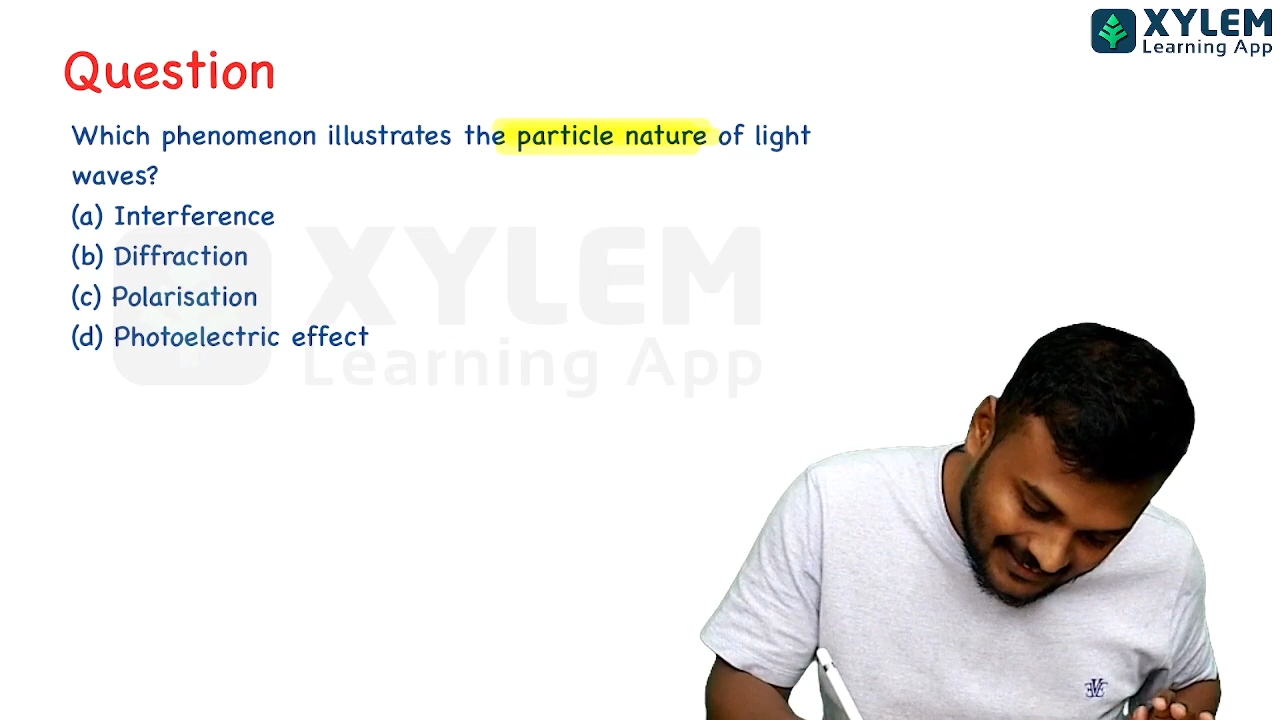 XYLEM
Learning App
Question
Which phenomenon illustrates the particle nature of light
waves?
(a) Interference
(b) Diffraction
(c) Polarisation
(d) Photoelectric effect
XYLEM
Learning App